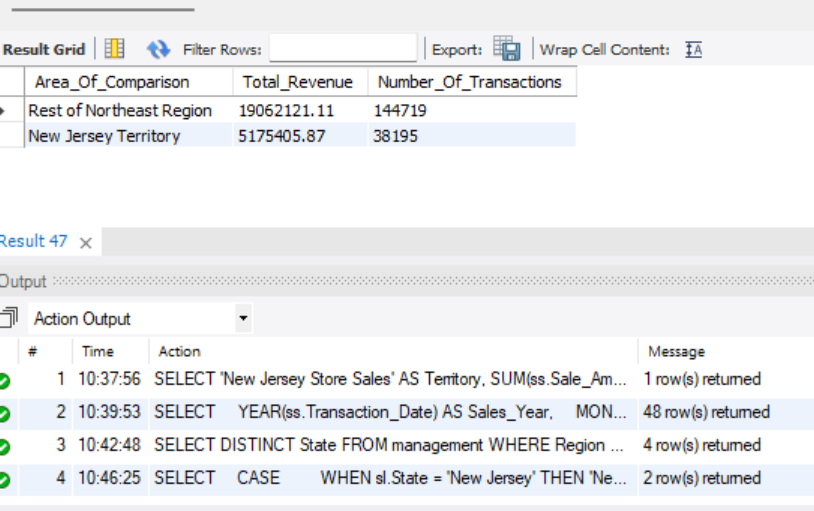 Result Grid Filter Rows: Export: Wrap Cell Content:
Area_Of_Comparison Total_Revenue Number_Of_Transactions
Rest of Northeast Region 19062121.11 144719
New Jersey Territory 5175405.87 38195
Result 47
Output
Action Output
# Time Action Message
1 10:37:56 SELECT 'New Jersey Store Sales' AS Territory, SUM(ss.Sale_Am... 1 row(s) returned
2 10:39:53 SELECT YEAR(ss.Transaction_Date) AS Sales_Year, MON... 48 row(s) returned
3 10:42:48 SELECT DISTINCT State FROM management WHERE Region ... 4 row(s) returned
4 10:46:25 SELECT CASE WHEN sl.State = 'New Jersey' THEN 'Ne... 2 row(s) returned